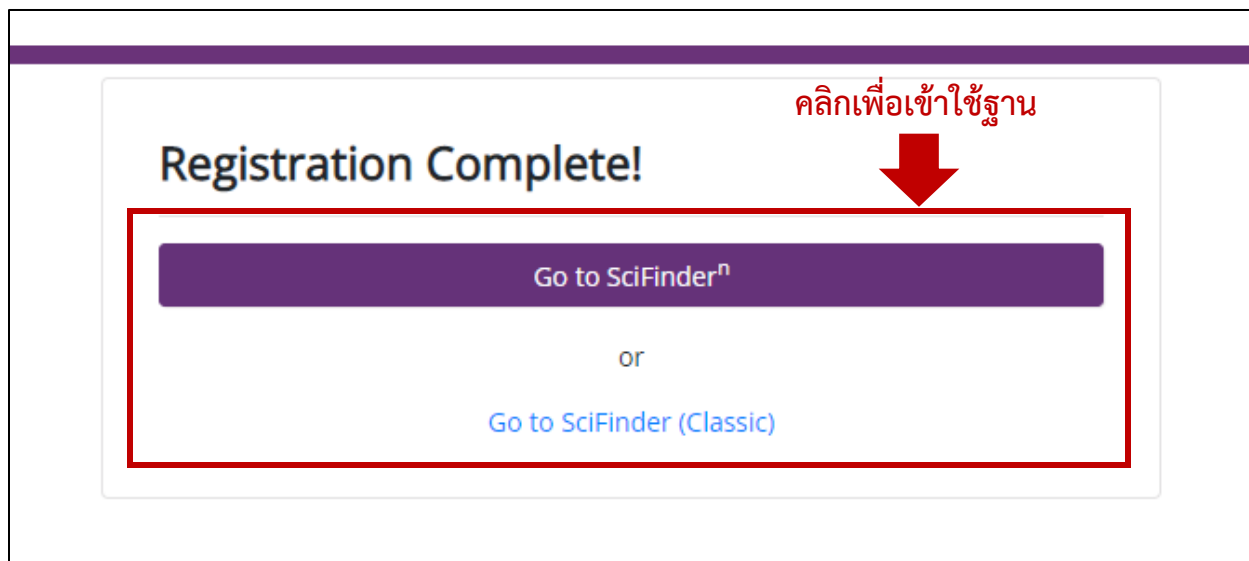 คลิกเพื่อเข้าใช้ฐาน
Registration Complete!
Go to SciFinderⁿ
or
Go to SciFinder (Classic)